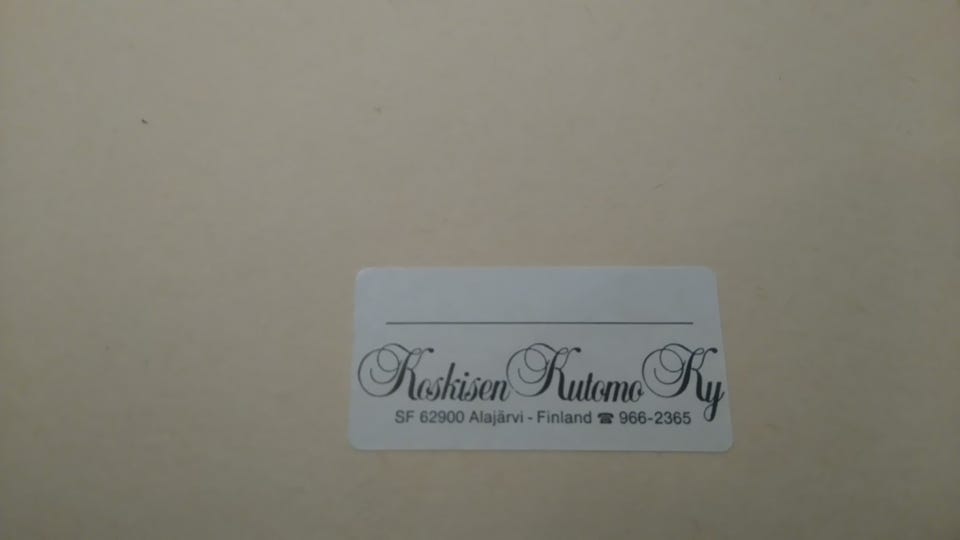 Koskisen Kutomo Ky
SF 62900 Alajärvi - Finland ☎ 966-2365